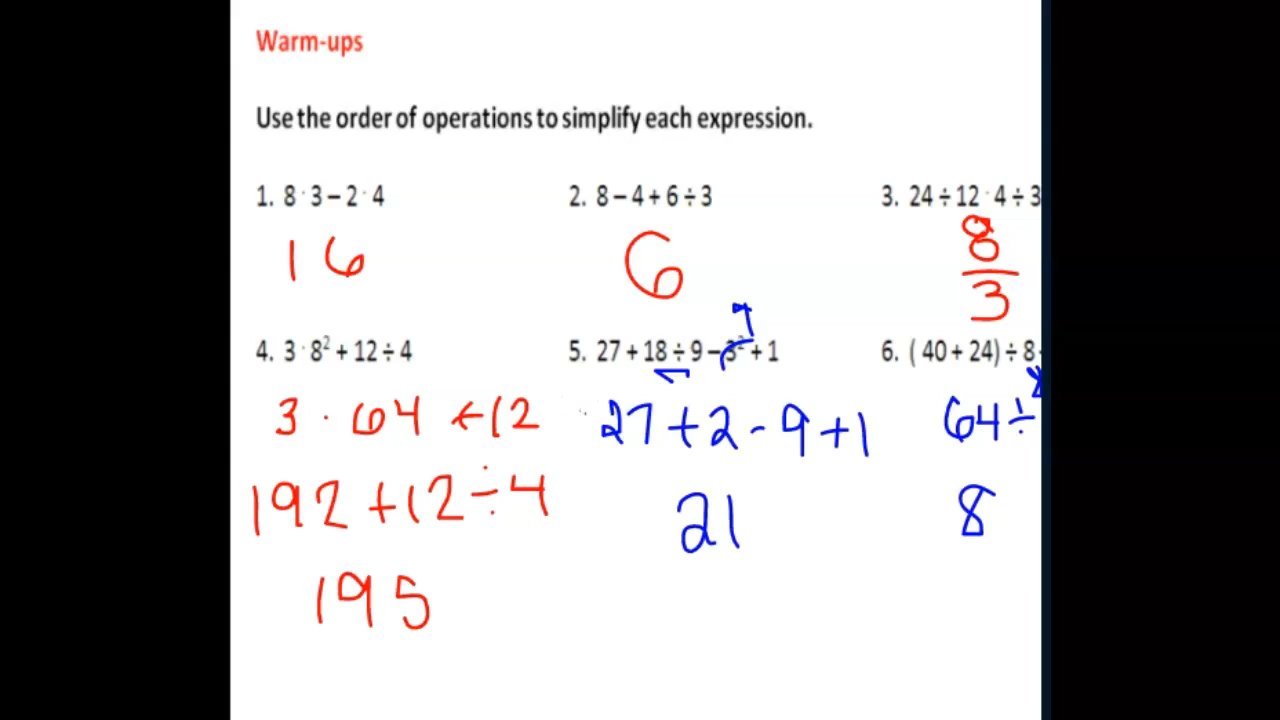 Warm-ups
Use the order of operations to simplify each expression.
1. 8 · 3 – 2 · 4
16
2. 8 – 4 + 6 ÷ 3
6
3. 24 ÷ 12 · 4 ÷ 3
8
3
4. 3 · 8² + 12 ÷ 4
3 · 64 + 12
192 + 12 ÷ 4
195
5. 27 + 18 ÷ 9 – 3² + 1
27 + 2 - 9 + 1
21
6. ( 40 + 24) ÷ 8
64 ÷
8